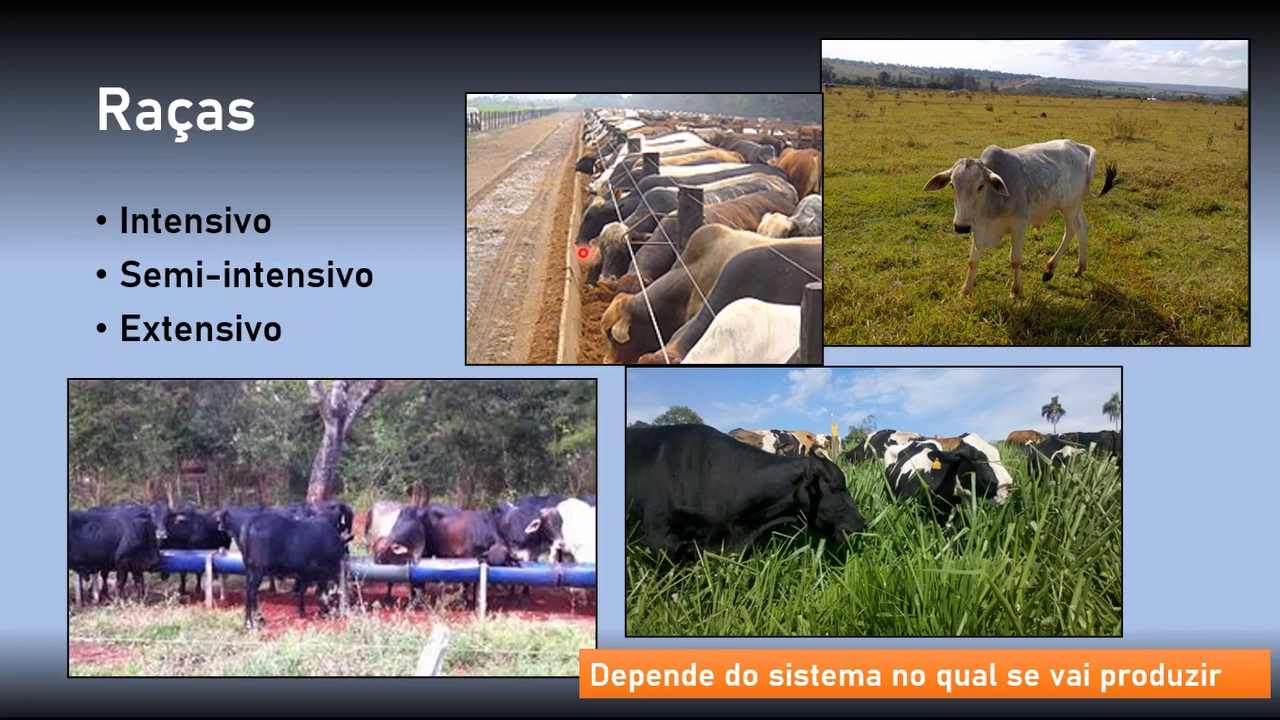 Raças
• Intensivo
• Semi-intensivo
• Extensivo
Depende do sistema no qual se vai produzir